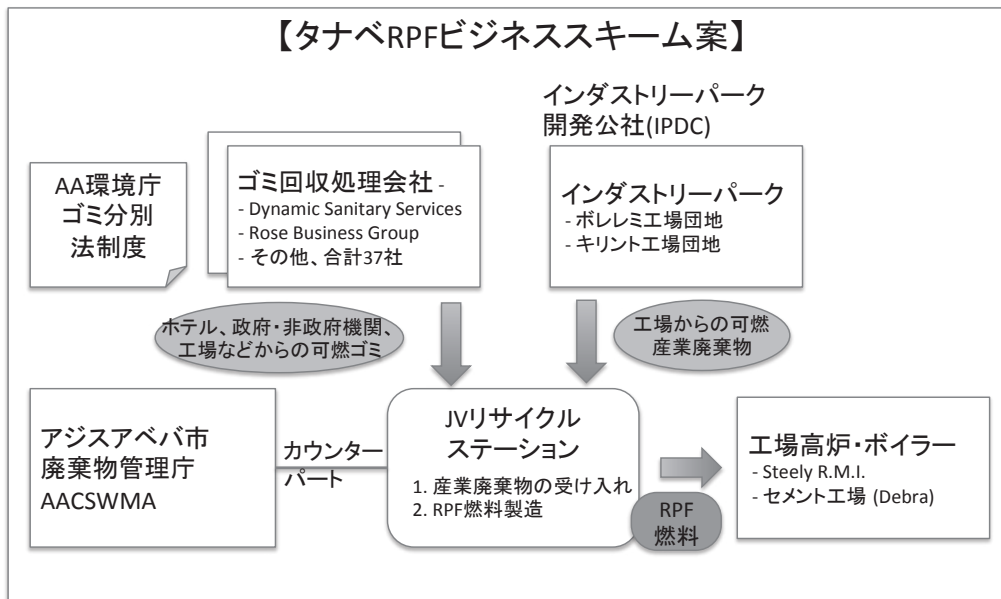 【タナベRPFビジネススキーム案】
インダストリーパーク
開発公社(IPDC)
AA環境庁
ゴミ分別
法制度
ゴミ回収処理会社 -
- Dynamic Sanitary Services
- Rose Business Group
- その他、合計37社
インダストリーパーク
- ボレレミ工場団地
- キリント工場団地
ホテル、政府・非政府機関、
工場などからの可燃ゴミ
工場からの可燃
産業廃棄物
アジスアベバ市
廃棄物管理庁
AACSWMA
カウンター
パート
JVリサイクル
ステーション
1. 産業廃棄物の受け入れ
2. RPF燃料製造
RPF
燃料
工場高炉・ボイラー
- Steely R.M.I.
- セメント工場 (Debra)